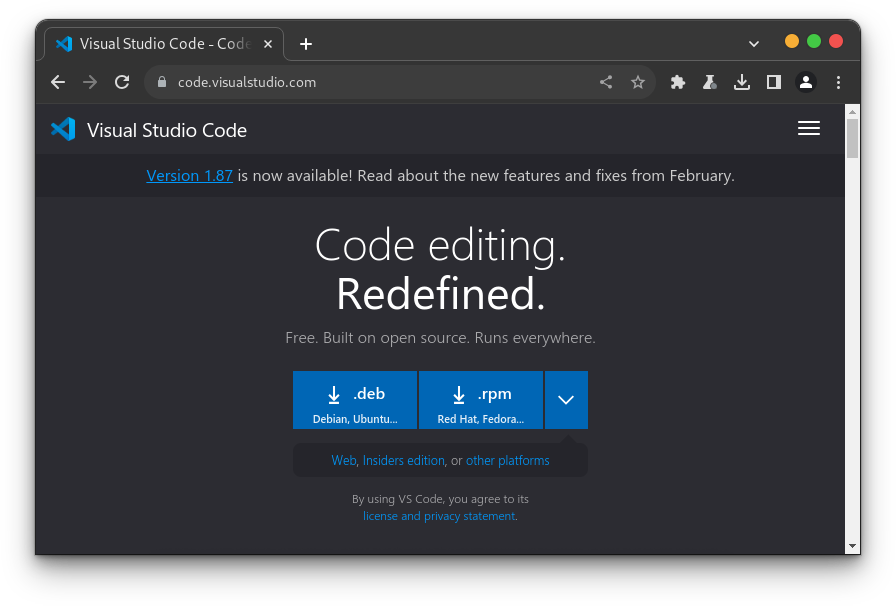 Visual Studio Code - Code
code.visualstudio.com
Visual Studio Code
Version 1.87 is now available! Read about the new features and fixes from February.
Code editing.
Redefined.
Free. Built on open source. Runs everywhere.
.deb
Debian, Ubuntu...
.rpm
Red Hat, Fedora...
Web, Insiders edition, or other platforms
By using VS Code, you agree to its
license and privacy statement.